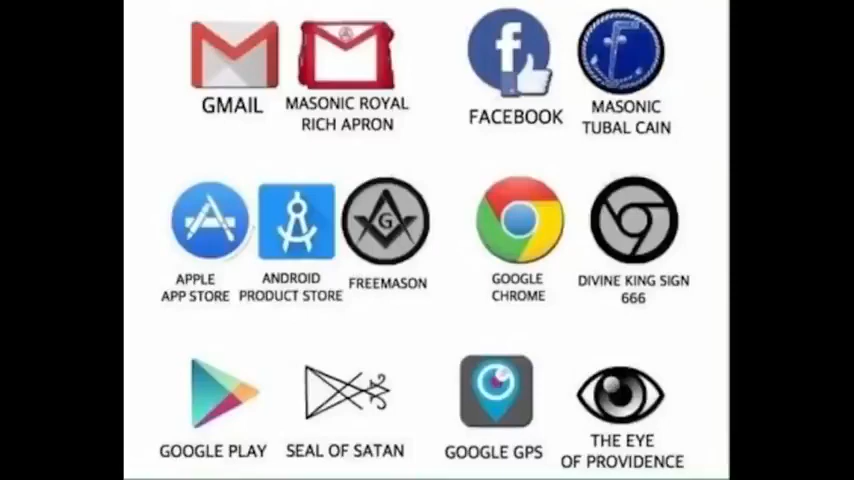 GMAIL
MASONIC ROYAL
RICH APRON
f
FACEBOOK
MASONIC
TUBAL CAIN
APPLE
APP STORE
ANDROID
PRODUCT STORE
G
FREEMASON
GOOGLE
CHROME
DIVINE KING SIGN
666
GOOGLE PLAY
SEAL OF SATAN
GOOGLE GPS
THE EYE
OF PROVIDENCE